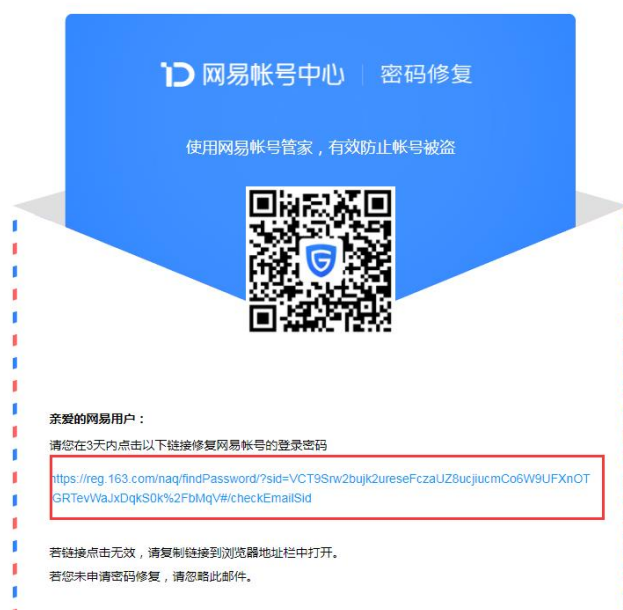 网易帐号中心 | 密码修复
使用网易帐号管家，有效防止帐号被盗
亲爱的网易用户：
请您在3天内点击以下链接修复网易帐号的登录密码
https://reg.163.com/naq/findPassword/?sid=VCT9Srw2bujk2ureseFczaUZ8ucjiucmCo6W9UFXnOT
GRTevWaJxDqkS0k%2FbMqV#/checkEmailSid
若链接点击无效，请复制链接到浏览器地址栏中打开。
若您未申请密码修复，请忽略此邮件。